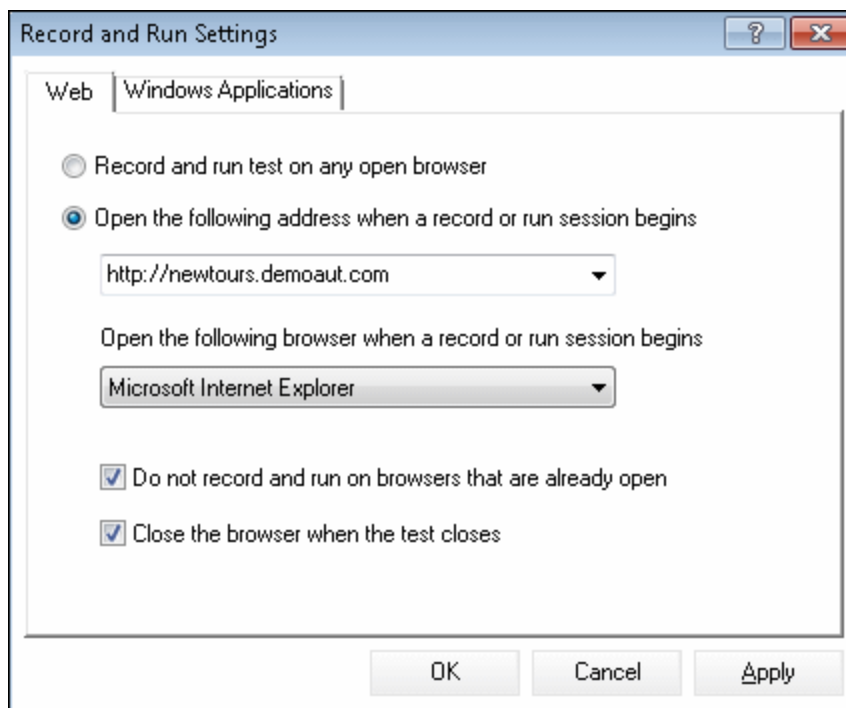 Record and Run Settings
Web
Windows Applications
Record and run test on any open browser
Open the following address when a record or run session begins
http://newtours.demoaut.com
Open the following browser when a record or run session begins
Microsoft Internet Explorer
Do not record and run on browsers that are already open
Close the browser when the test closes
OK
Cancel
Apply